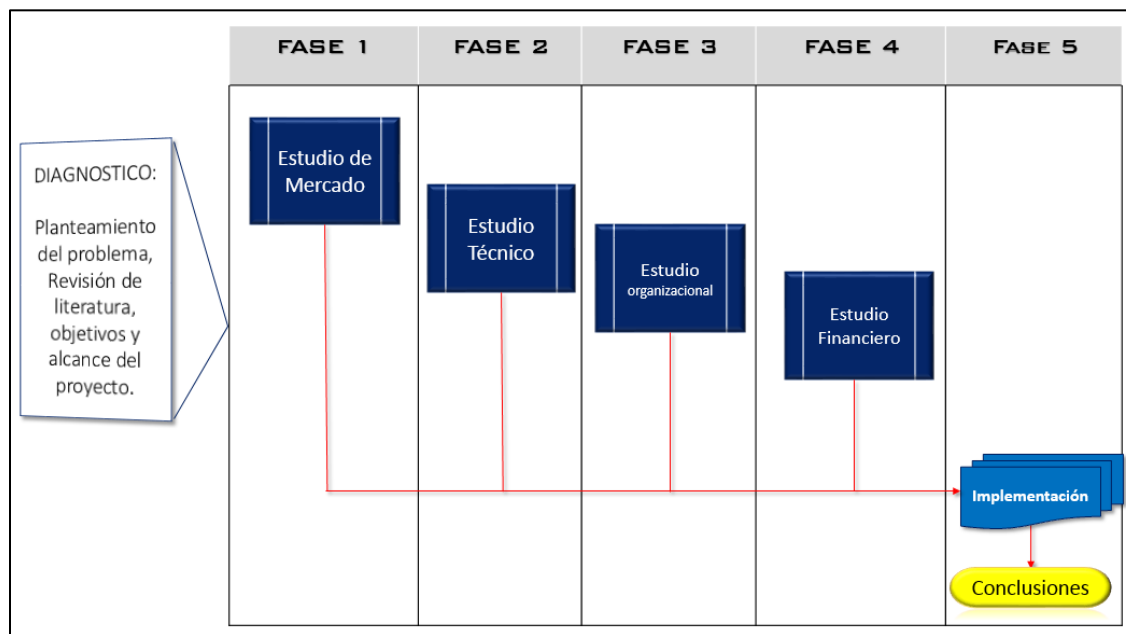 FASE 1
FASE 2
FASE 3
FASE 4
FASE 5
DIAGNOSTICO:
Planteamiento
del problema,
Revisión de
literatura,
objetivos y
alcance del
proyecto.
Estudio de
Mercado
Estudio
Técnico
Estudio
organizacional
Estudio
Financiero
Implementación
Conclusiones